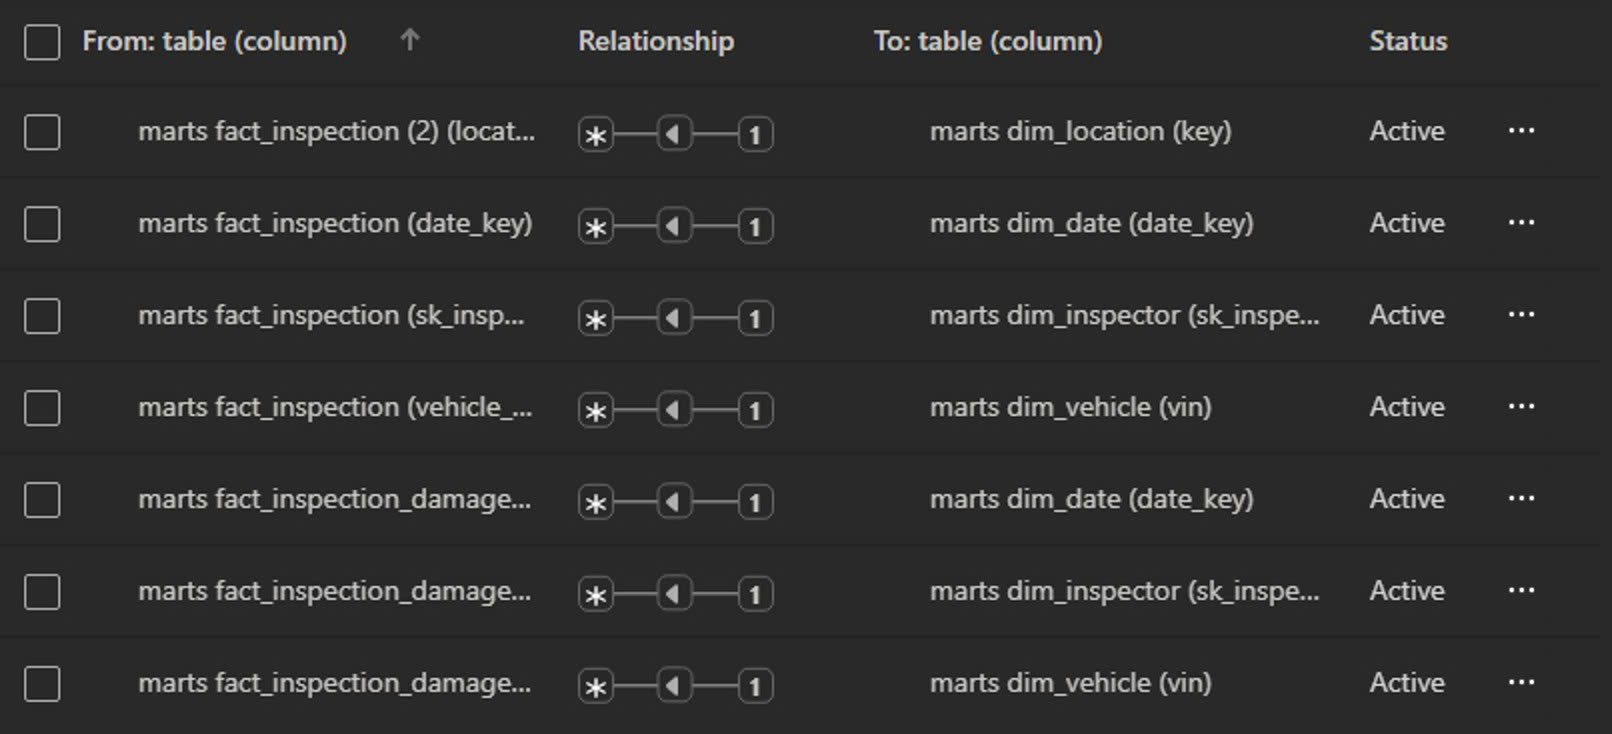 From: table (column) ↑ Relationship To: table (column) Status
marts fact_inspection (2) (locat... * 1 marts dim_location (key) Active ...
marts fact_inspection (date_key) * 1 marts dim_date (date_key) Active ...
marts fact_inspection (sk_insp... * 1 marts dim_inspector (sk_inspe... Active ...
marts fact_inspection (vehicle_... * 1 marts dim_vehicle (vin) Active ...
marts fact_inspection_damage... * 1 marts dim_date (date_key) Active ...
marts fact_inspection_damage... * 1 marts dim_inspector (sk_inspe... Active ...
marts fact_inspection_damage... * 1 marts dim_vehicle (vin) Active ...